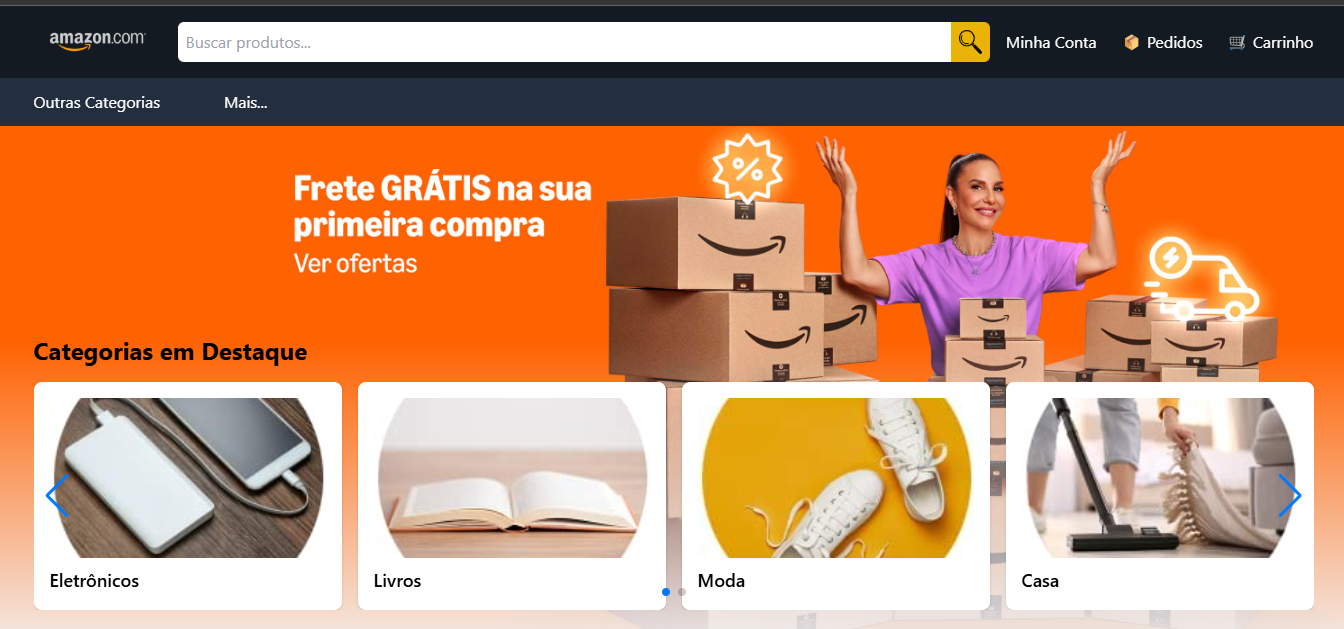 amazon.com
Buscar produtos...
Minha Conta
Pedidos
Carrinho
Outras Categorias
Mais...
Frete GRÁTIS na sua
primeira compra
Ver ofertas
%
Categorias em Destaque
Eletrônicos
Livros
Moda
Casa